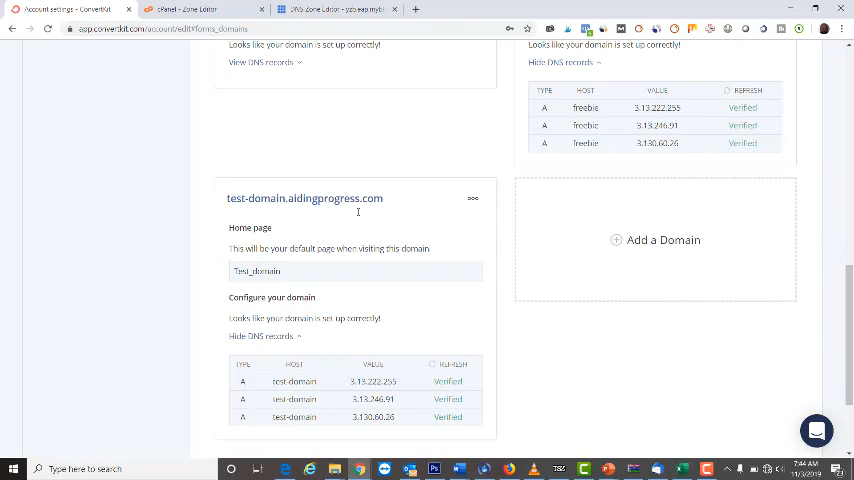 Account settings - ConvertKit
cPanel - Zone Editor
DNS Zone Editor - yzb.eap.mybl
app.convertkit.com/account/edit#forms_domains
Looks like your domain is set up correctly!
View DNS records
Looks like your domain is set up correctly!
Hide DNS records
TYPE HOST VALUE REFRESH
A freebie 3.13.222.255 Verified
A freebie 3.13.246.91 Verified
A freebie 3.130.60.26 Verified
test-domain.aidingprogress.com
Home page
This will be your default page when visiting this domain
Test_domain
Configure your domain
Looks like your domain is set up correctly!
Hide DNS records
TYPE HOST VALUE REFRESH
A test-domain 3.13.222.255 Verified
A test-domain 3.13.246.91 Verified
A test-domain 3.130.60.26 Verified
Add a Domain
Type here to search
7:44 AM
11/3/2019